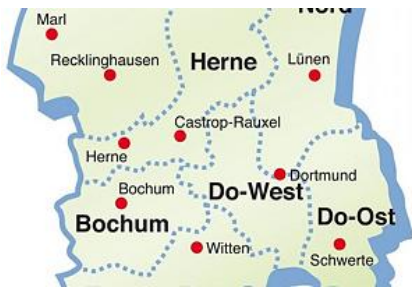 Nord
Marl
Recklinghausen
Herne
Lünen
Castrop-Rauxel
Herne
Bochum
Dortmund
Do-West
Bochum
Do-Ost
Witten
Schwerte